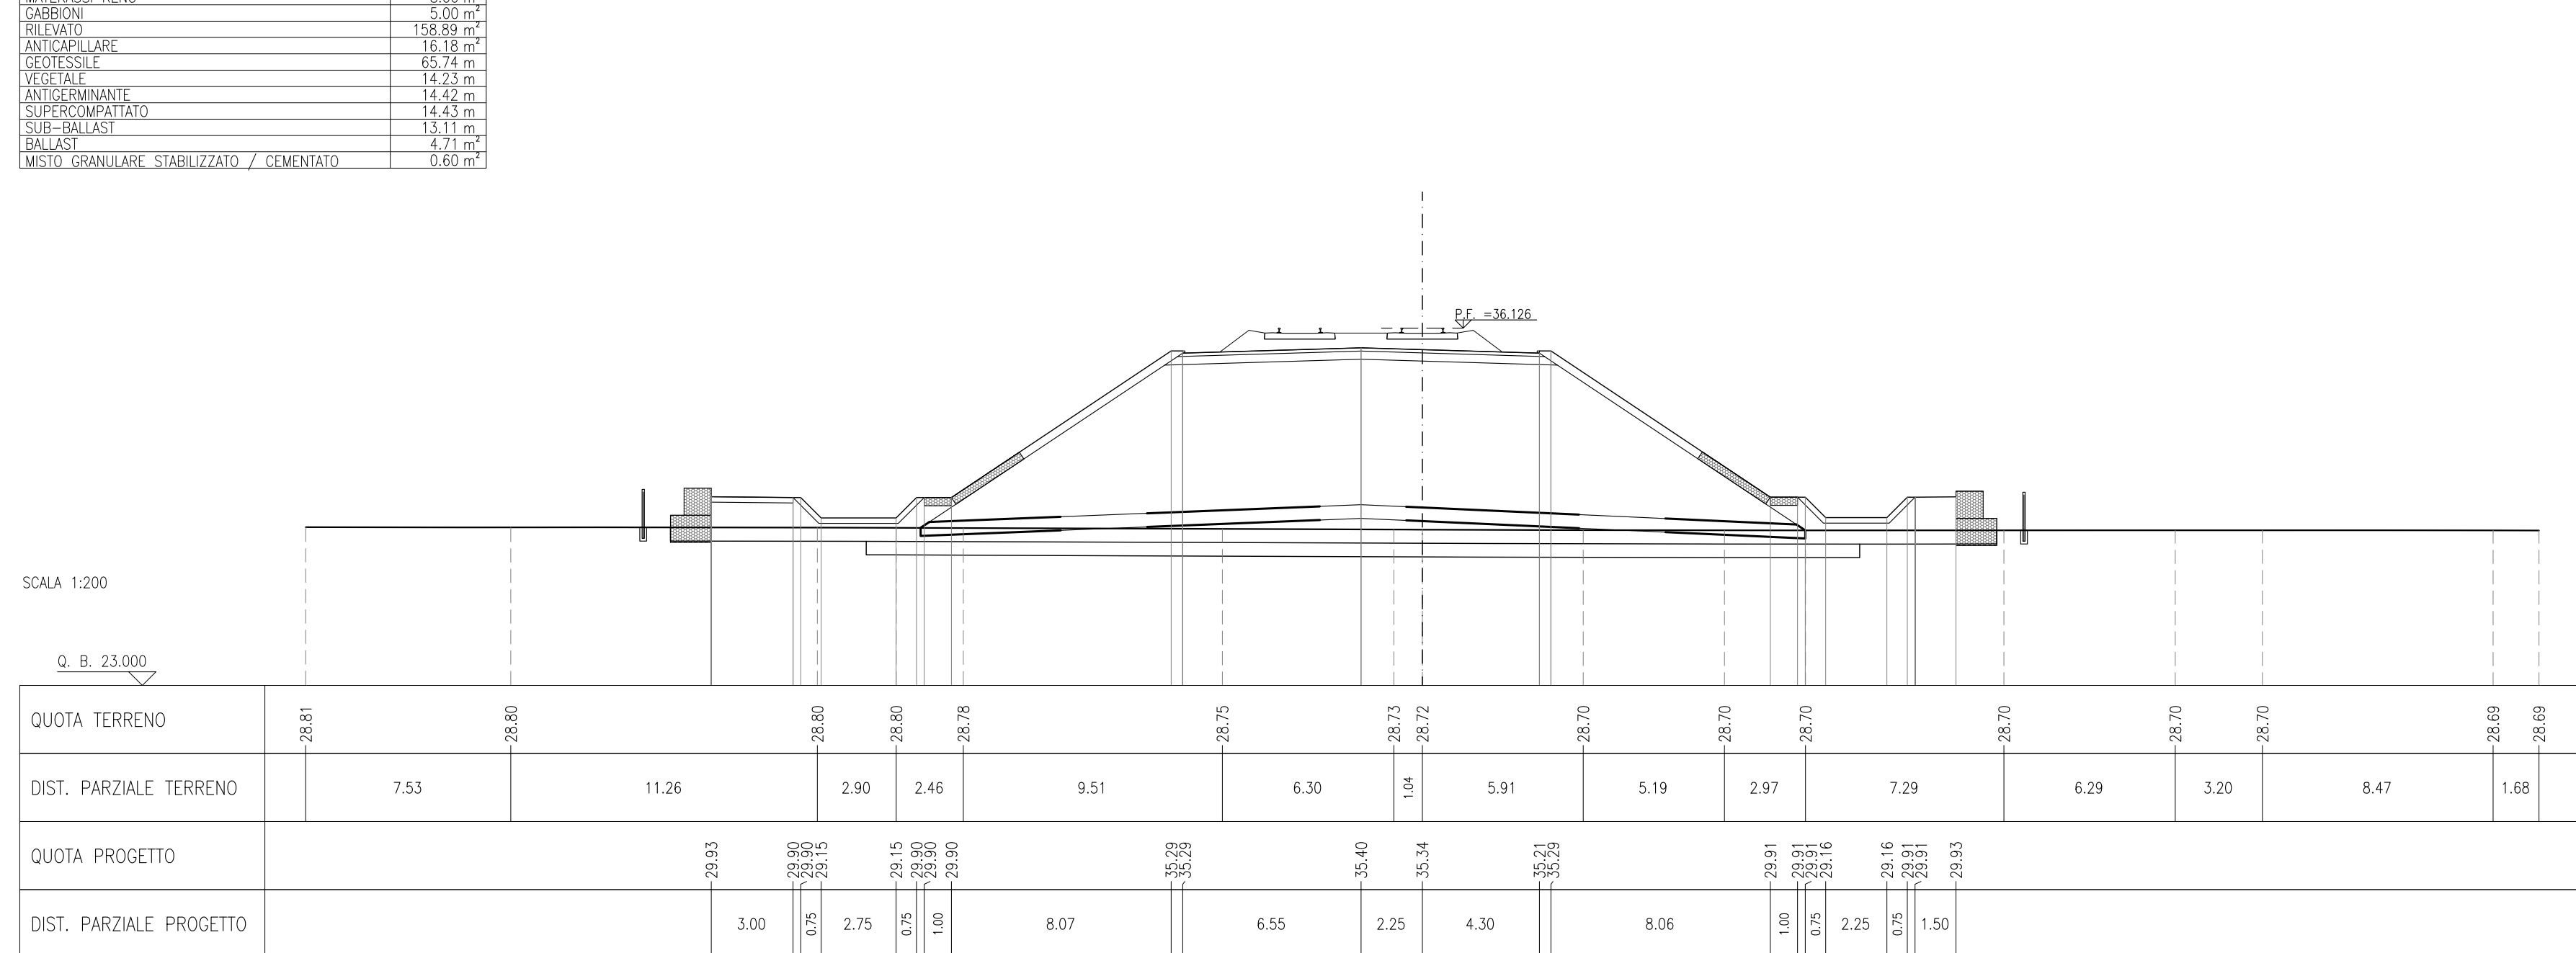 GABBIONI 5.00 m²
RILEVATO 158.89 m²
ANTICAPILLARE 16.18 m²
GEOTESSILE 65.74 m
VEGETALE 14.23 m
ANTIGERMINANTE 14.42 m
SUPERCOMPATTATO 14.43 m
SUB-BALLAST 13.11 m
BALLAST 4.71 m²
MISTO GRANULARE STABILIZZATO / CEMENTATO 0.60 m²
P.F. =36.126
SCALA 1:200
Q. B. 23.000
QUOTA TERRENO 28.81 28.80 28.80 28.80 28.78 28.75 28.73 28.72 28.70 28.70 28.70 28.70 28.70 28.70 28.69 28.69
DIST. PARZIALE TERRENO 7.53 11.26 2.90 2.46 9.51 6.30 1.04 5.91 5.19 2.97 7.29 6.29 3.20 8.47 1.68
QUOTA PROGETTO 29.93 29.90 29.90 29.15 29.15 29.90 29.90 29.90 35.29 35.29 35.40 35.34 35.21 35.29 29.91 29.91 29.91 29.16 29.16 29.91 29.91 29.93
DIST. PARZIALE PROGETTO 3.00 0.75 2.75 0.75 1.00 8.07 6.55 2.25 4.30 8.06 1.00 0.75 2.25 0.75 1.50